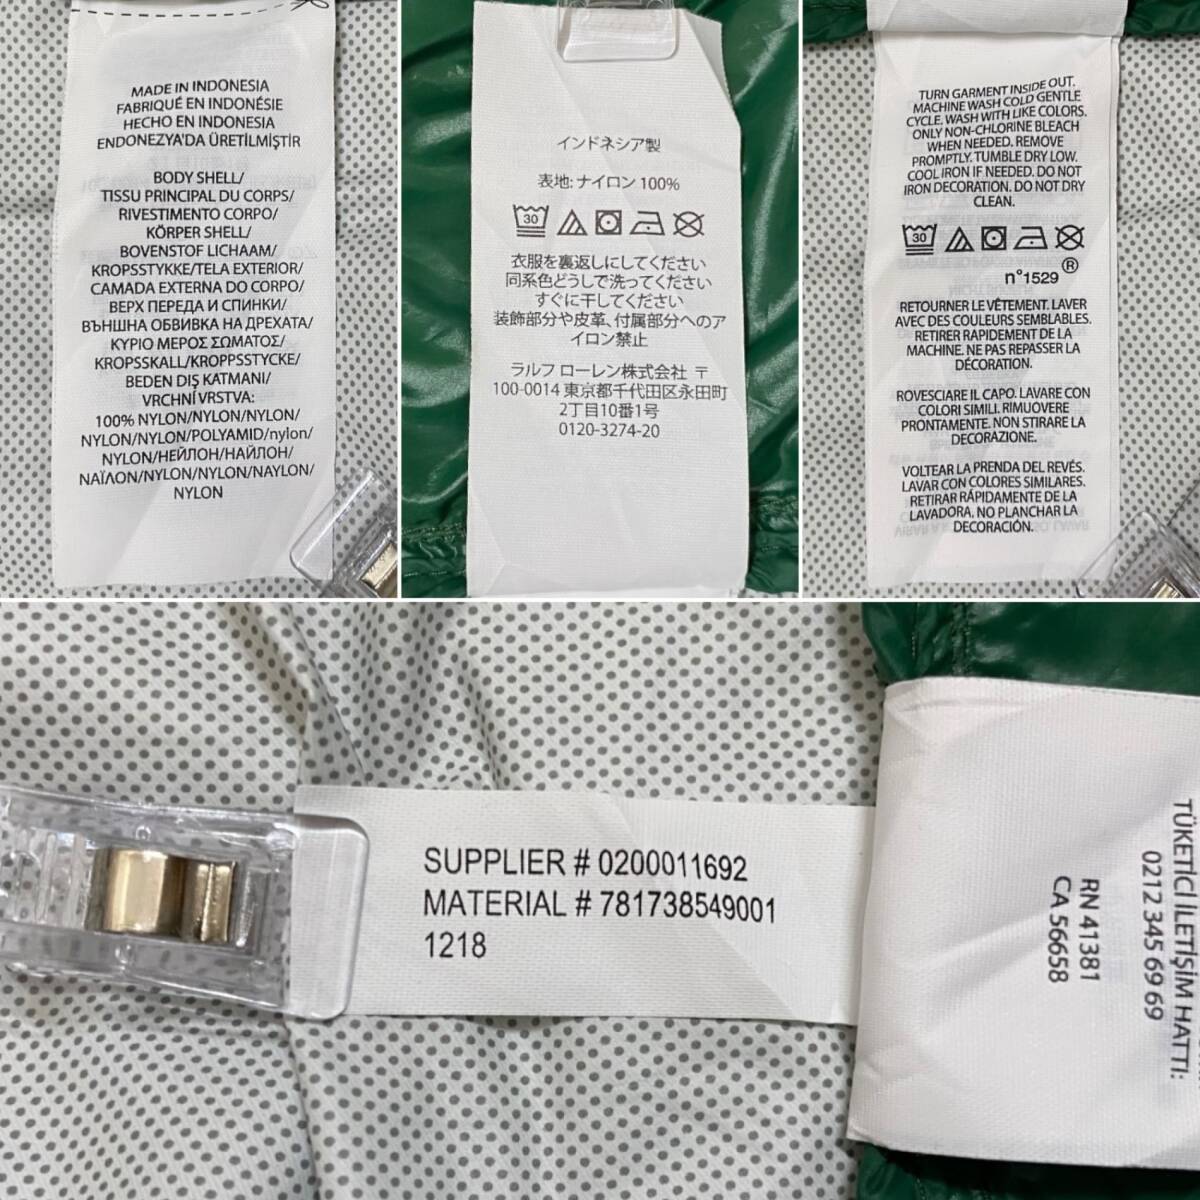 MADE IN INDONESIA
FABRIQUÉ EN INDONÉSIE
HECHO EN INDONESIA
ENDONEZYA'DA ÜRETİLMİŞTİR
BODY SHELL/
TISSU PRINCIPAL DU CORPS/
RIVESTIMENTO CORPO/
KÖRPER SHELL/
BOVENSTOF LICHAAM/
KROPSSTYKKE/TELA EXTERIOR/
CAMADA EXTERNA DO CORPO/
ВЕРХ ПЕРЕДА И СПИНКИ/
ВЪНШНА ОБВИВКА НА ДРЕХАТА/
ΚΥΡΙΟ ΜΕΡΟΣ ΣΩΜΑΤΟΣ/
KROPSSKALL/KROPPSSTYCKE/
BEDEN DIŞ KATMANI/
VRCHNÍ VRSTVA:
100% NYLON/NYLON/NYLON/
NYLON/NYLON/POLYAMID/nylon/
NYLON/НЕЙЛОН/НАЙЛОН/
ΝΑΪΛΟΝ/NYLON/NYLON/NAYLON/
NYLON
インドネシア製
表地: ナイロン 100%
30
衣服を裏返しにしてください
同系色どうしで洗ってください
すぐに干してください
装飾部分や皮革、付属部分へのア
イロン禁止
ラルフ ローレン株式会社 〒
100-0014 東京都千代田区永田町
2丁目10番1号
0120-3274-20
TURN GARMENT INSIDE OUT.
MACHINE WASH COLD GENTLE
CYCLE. WASH WITH LIKE COLORS.
ONLY NON-CHLORINE BLEACH
WHEN NEEDED. REMOVE
PROMPTLY. TUMBLE DRY LOW.
COOL IRON IF NEEDED. DO NOT
IRON DECORATION. DO NOT DRY
CLEAN.
30
n°1529 ®
RETOURNER LE VÊTEMENT. LAVER
AVEC DES COULEURS SEMBLABLES.
RETIRER RAPIDEMENT DE LA
MACHINE. NE PAS REPASSER LA
DÉCORATION.
ROVESCIARE IL CAPO. LAVARE CON
COLORI SIMILI. RIMUOVERE
PRONTAMENTE. NON STIRARE LA
DECORAZIONE.
VOLTEAR LA PRENDA DEL REVÉS.
LAVAR CON COLORES SIMILARES.
RETIRAR RÁPIDAMENTE DE LA
LAVADORA. NO PLANCHAR LA
DECORACIÓN.
SUPPLIER # 0200011692
MATERIAL # 781738549001
1218
TÜKETİCİ İLETİŞİM HATTI:
0212 345 69 69
RN 41381
CA 56658